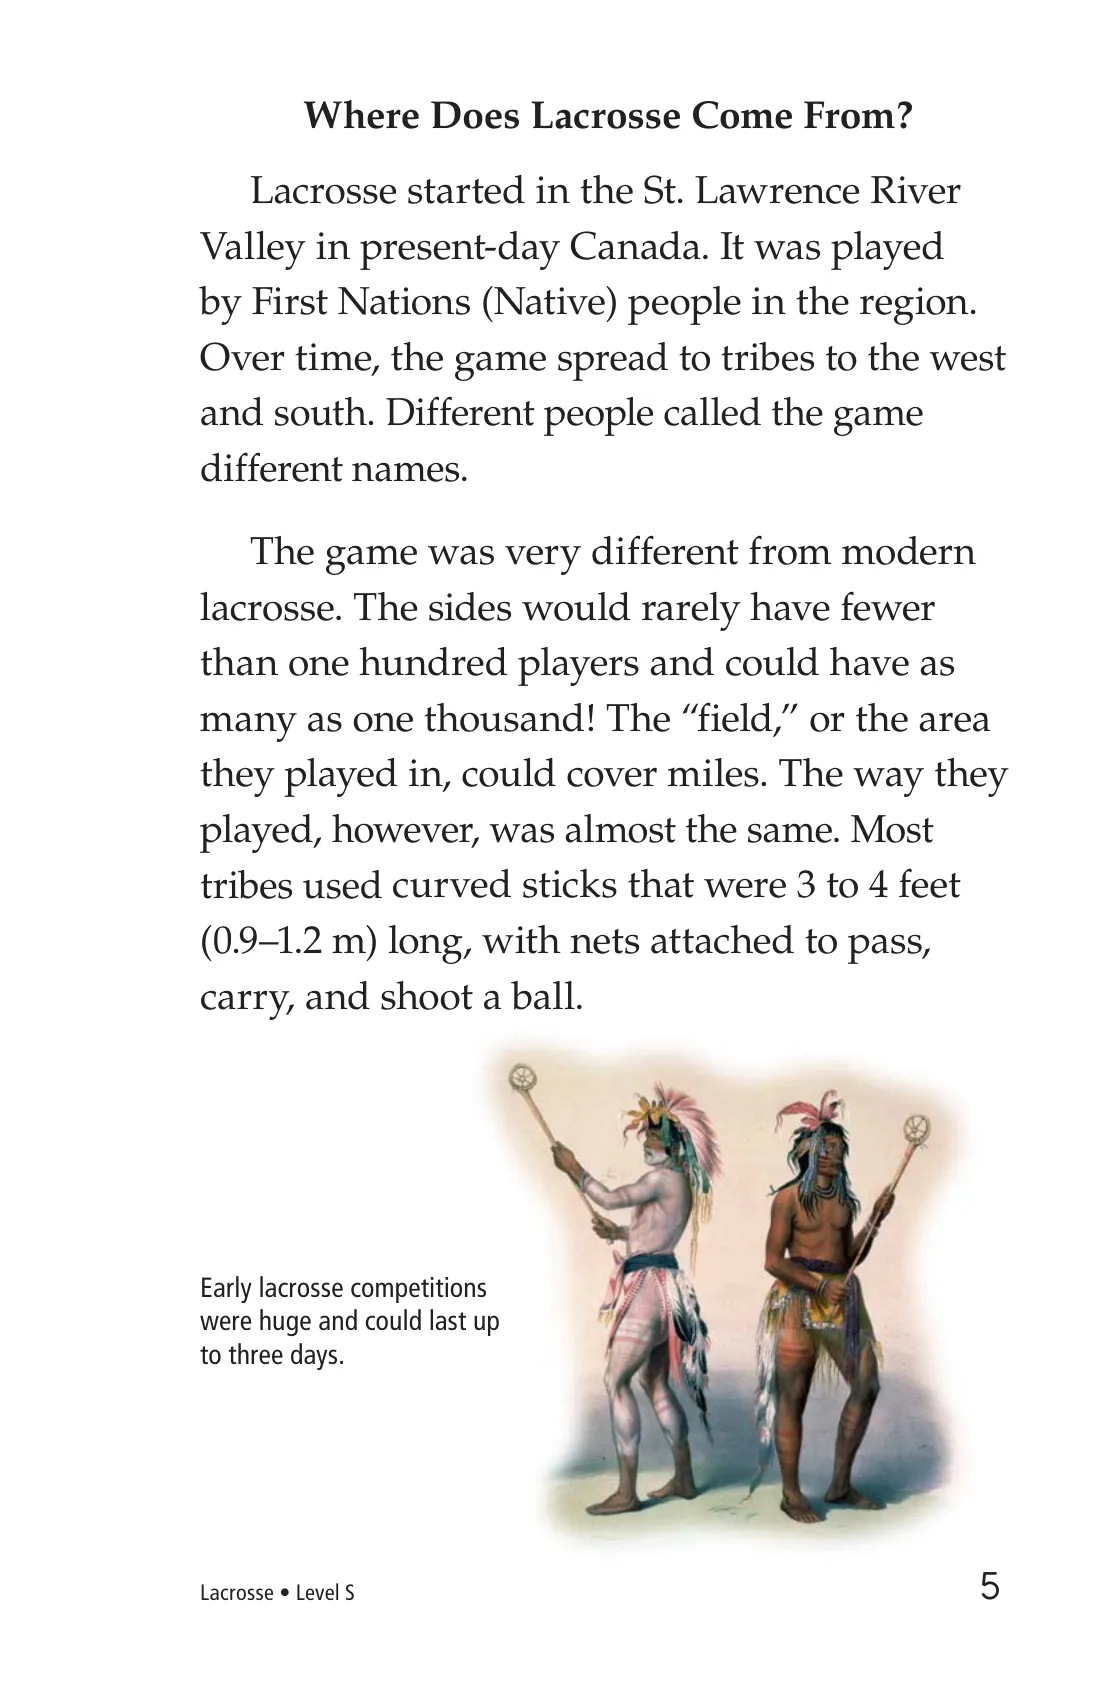 Where Does Lacrosse Come From?
Lacrosse started in the St. Lawrence River
Valley in present-day Canada. It was played
by First Nations (Native) people in the region.
Over time, the game spread to tribes to the west
and south. Different people called the game
different names.
The game was very different from modern
lacrosse. The sides would rarely have fewer
than one hundred players and could have as
many as one thousand! The “field,” or the area
they played in, could cover miles. The way they
played, however, was almost the same. Most
tribes used curved sticks that were 3 to 4 feet
(0.9–1.2 m) long, with nets attached to pass,
carry, and shoot a ball.
Early lacrosse competitions
were huge and could last up
to three days.
Lacrosse • Level S
5